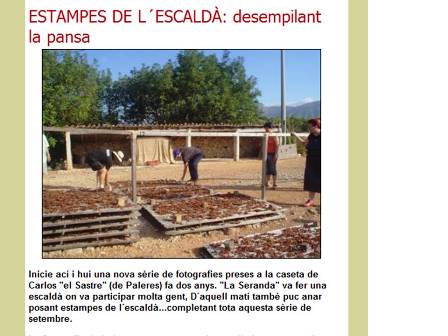 ESTAMPES DE L´ESCALDÀ: desempilant
la pansa
Inicie aci i hui una nova sèrie de fotografies preses a la caseta de
Carlos "el Sastre" (de Paleres) fa dos anys. "La Seranda" va fer una
escaldà on va participar molta gent, D´aquell matí també puc anar
posant estampes de l´escaldà...completant tota aquesta sèrie de
setembre.